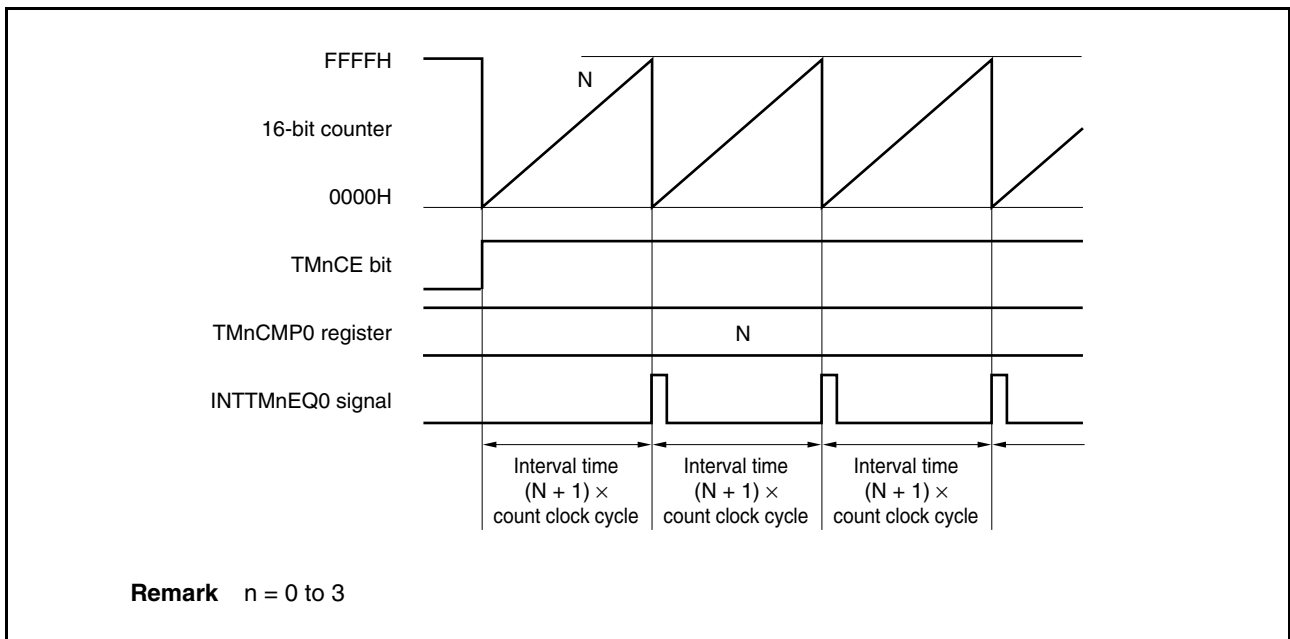 FFFFH
N
16-bit counter
0000H
TMnCE bit
TMnCMP0 register
N
INTTMnEQ0 signal
Interval time
(N + 1) ×
count clock cycle
Interval time
(N + 1) ×
count clock cycle
Interval time
(N + 1) ×
count clock cycle
Remark n = 0 to 3